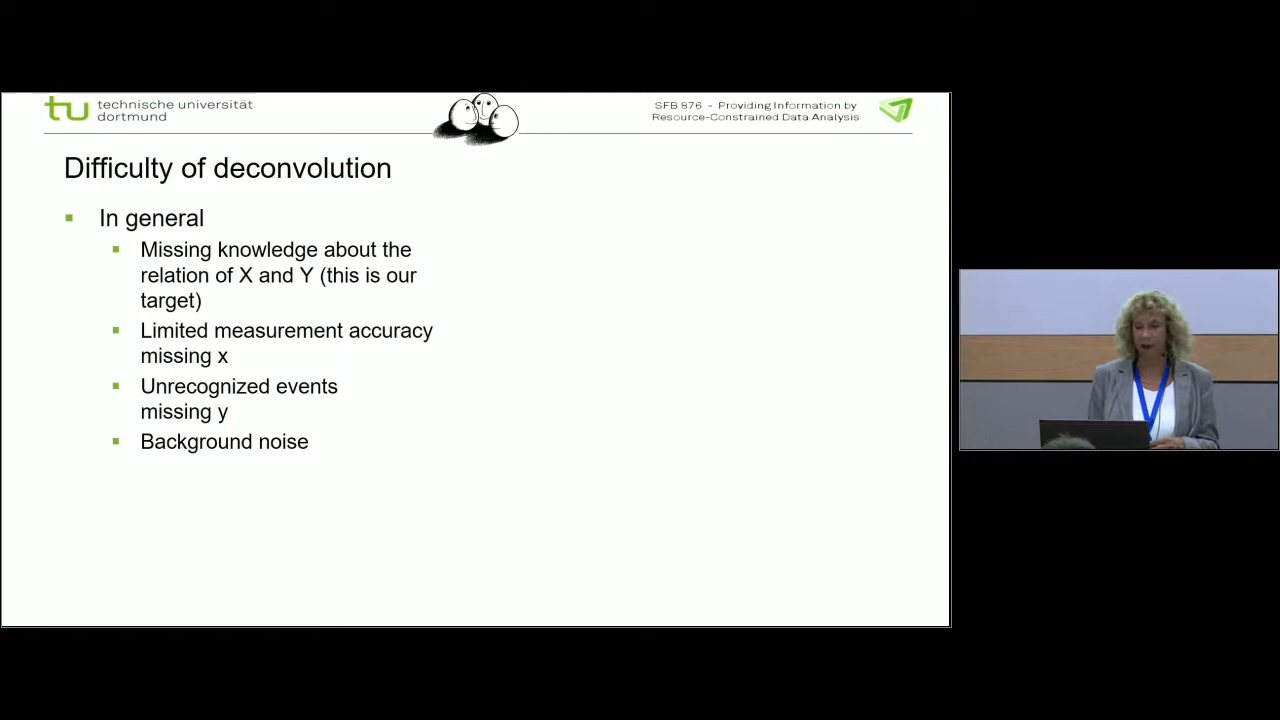 technische universität
dortmund
SFB 876 - Providing Information by
Resource-Constrained Data Analysis
Difficulty of deconvolution
In general
Missing knowledge about the
relation of X and Y (this is our
target)
Limited measurement accuracy
missing x
Unrecognized events
missing y
Background noise